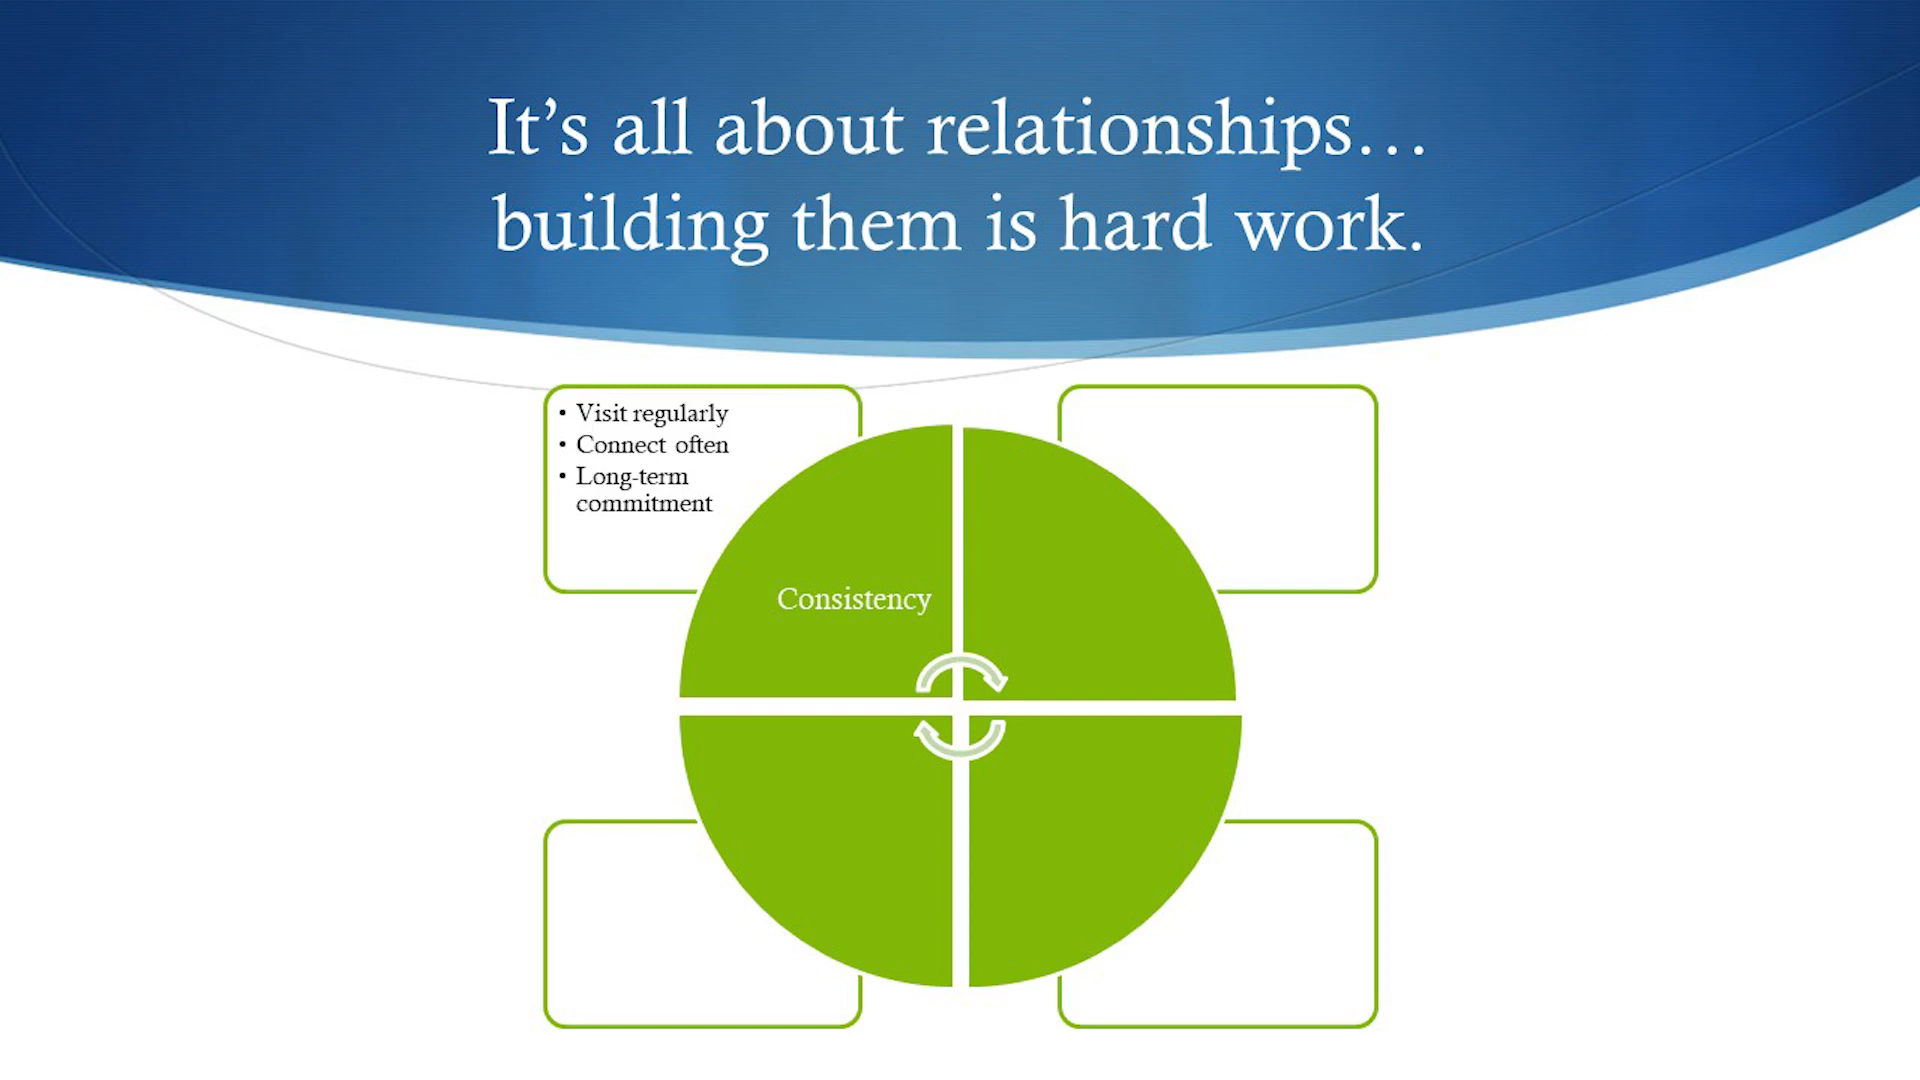 It’s all about relationships…
building them is hard work.
• Visit regularly
• Connect often
• Long-term
commitment
Consistency